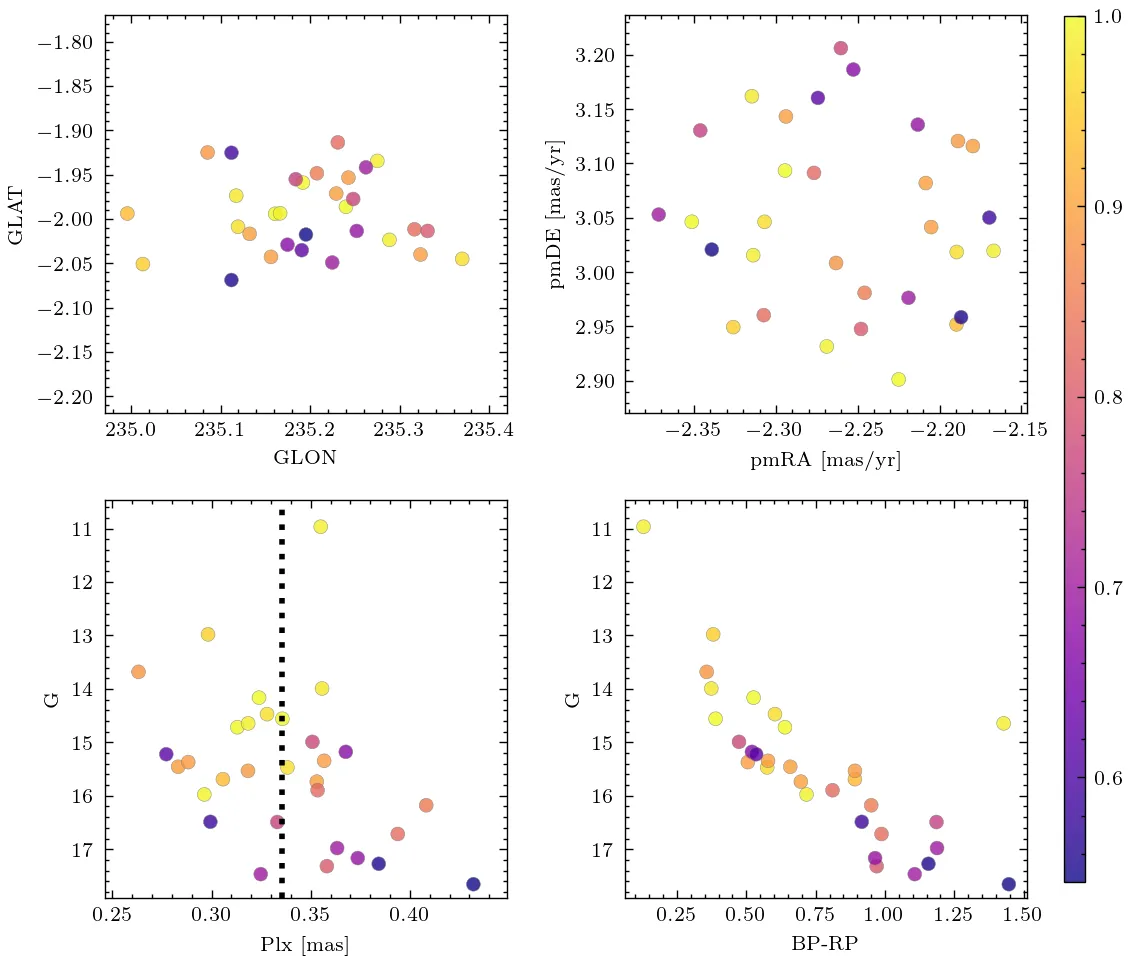 −1.80
−1.85
−1.90
−1.95
−2.00
−2.05
−2.10
−2.15
−2.20
GLAT
235.0 235.1 235.2 235.3 235.4
GLON
3.20
3.15
3.10
3.05
3.00
2.95
2.90
pmDE [mas/yr]
−2.35 −2.30 −2.25 −2.20 −2.15
pmRA [mas/yr]
11
12
13
14
15
16
17
G
0.25 0.30 0.35 0.40
Plx [mas]
11
12
13
14
15
16
17
G
0.25 0.50 0.75 1.00 1.25 1.50
BP-RP
1.0
0.9
0.8
0.7
0.6